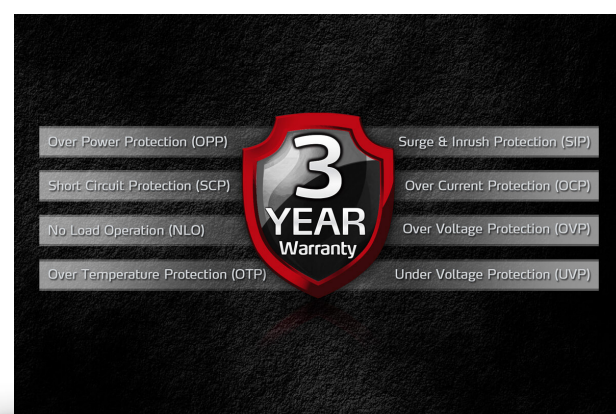 Over Power Protection (OPP)
Short Circuit Protection (SCP)
No Load Operation (NLO)
Over Temperature Protection (OTP)
3
YEAR
Warranty
Surge & Inrush Protection (SIP)
Over Current Protection (OCP)
Over Voltage Protection (OVP)
Under Voltage Protection (UVP)